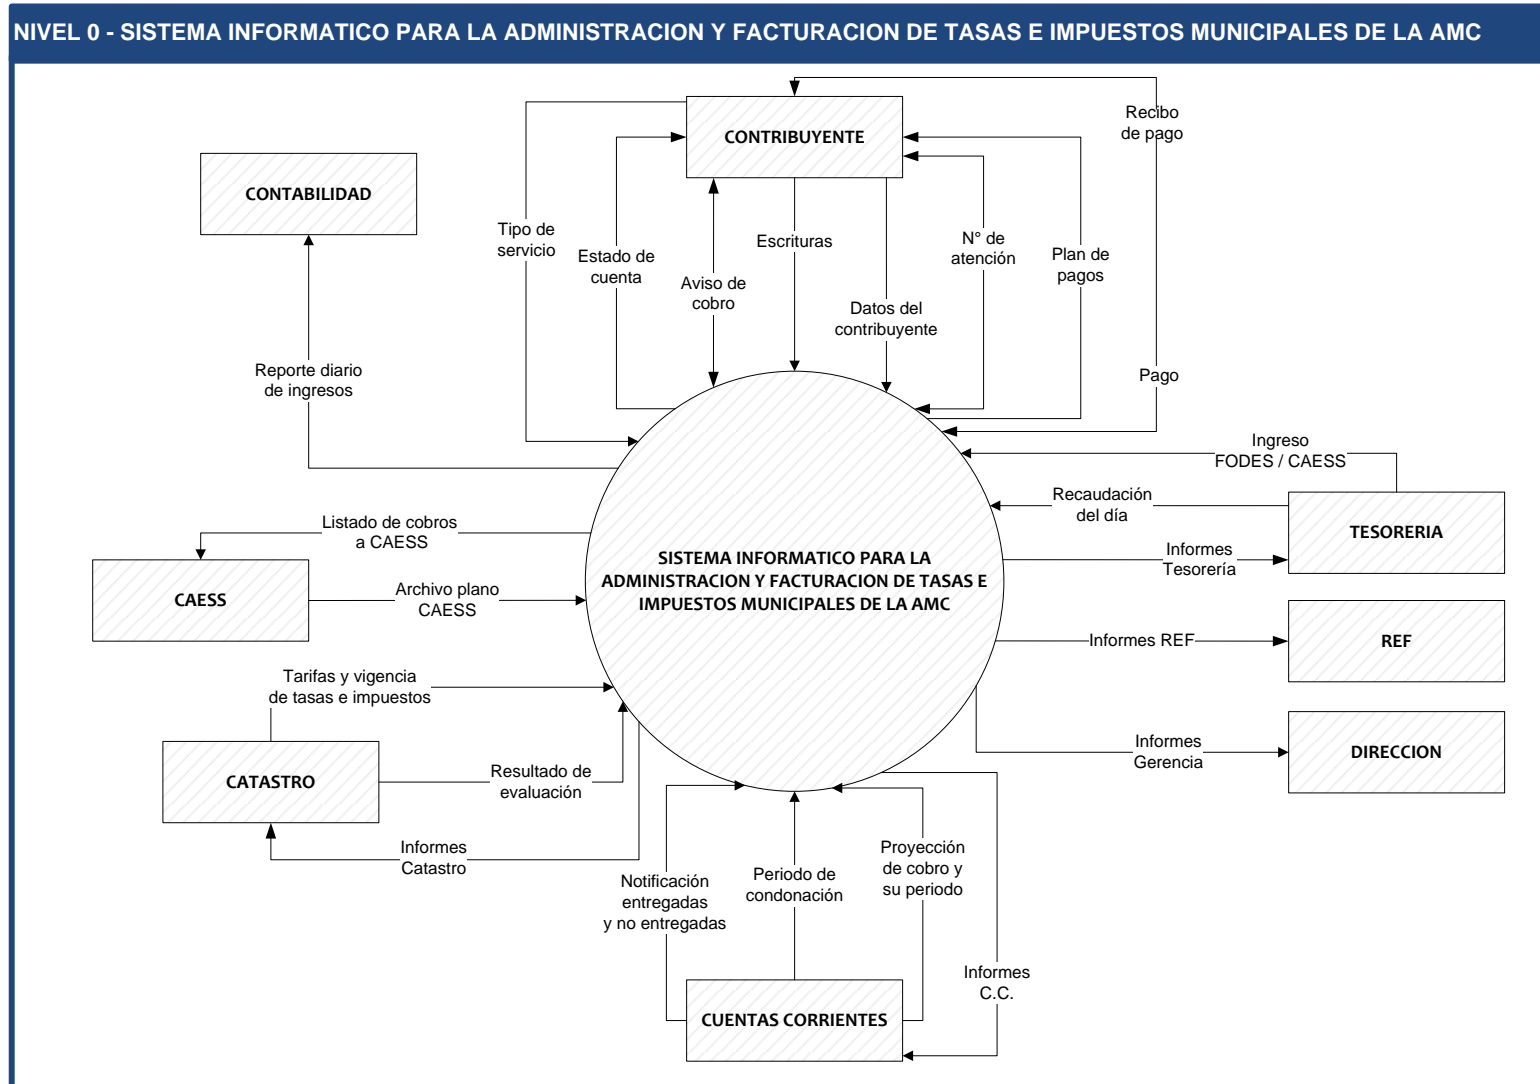 NIVEL 0 - SISTEMA INFORMATICO PARA LA ADMINISTRACION Y FACTURACION DE TASAS E IMPUESTOS MUNICIPALES DE LA AMC
CONTRIBUYENTE
Recibo
de pago
CONTABILIDAD
Tipo de
servicio
Estado de
cuenta
Aviso de
cobro
Escrituras
Datos del
contribuyente
N° de
atención
Plan de
pagos
Pago
Reporte diario
de ingresos
Ingreso
FODES / CAESS
Recaudación
del día
TESORERIA
Informes
Tesorería
Listado de cobros
a CAESS
CAESS
Archivo plano
CAESS
SISTEMA INFORMATICO PARA LA
ADMINISTRACION Y FACTURACION DE TASAS E
IMPUESTOS MUNICIPALES DE LA AMC
Informes REF
REF
Tarifas y vigencia
de tasas e impuestos
CATASTRO
Resultado de
evaluación
Informes
Catastro
Informes
Gerencia
DIRECCION
Notificación
entregadas
y no entregadas
Periodo de
condonación
Proyección
de cobro y
su periodo
Informes
C.C.
CUENTAS CORRIENTES